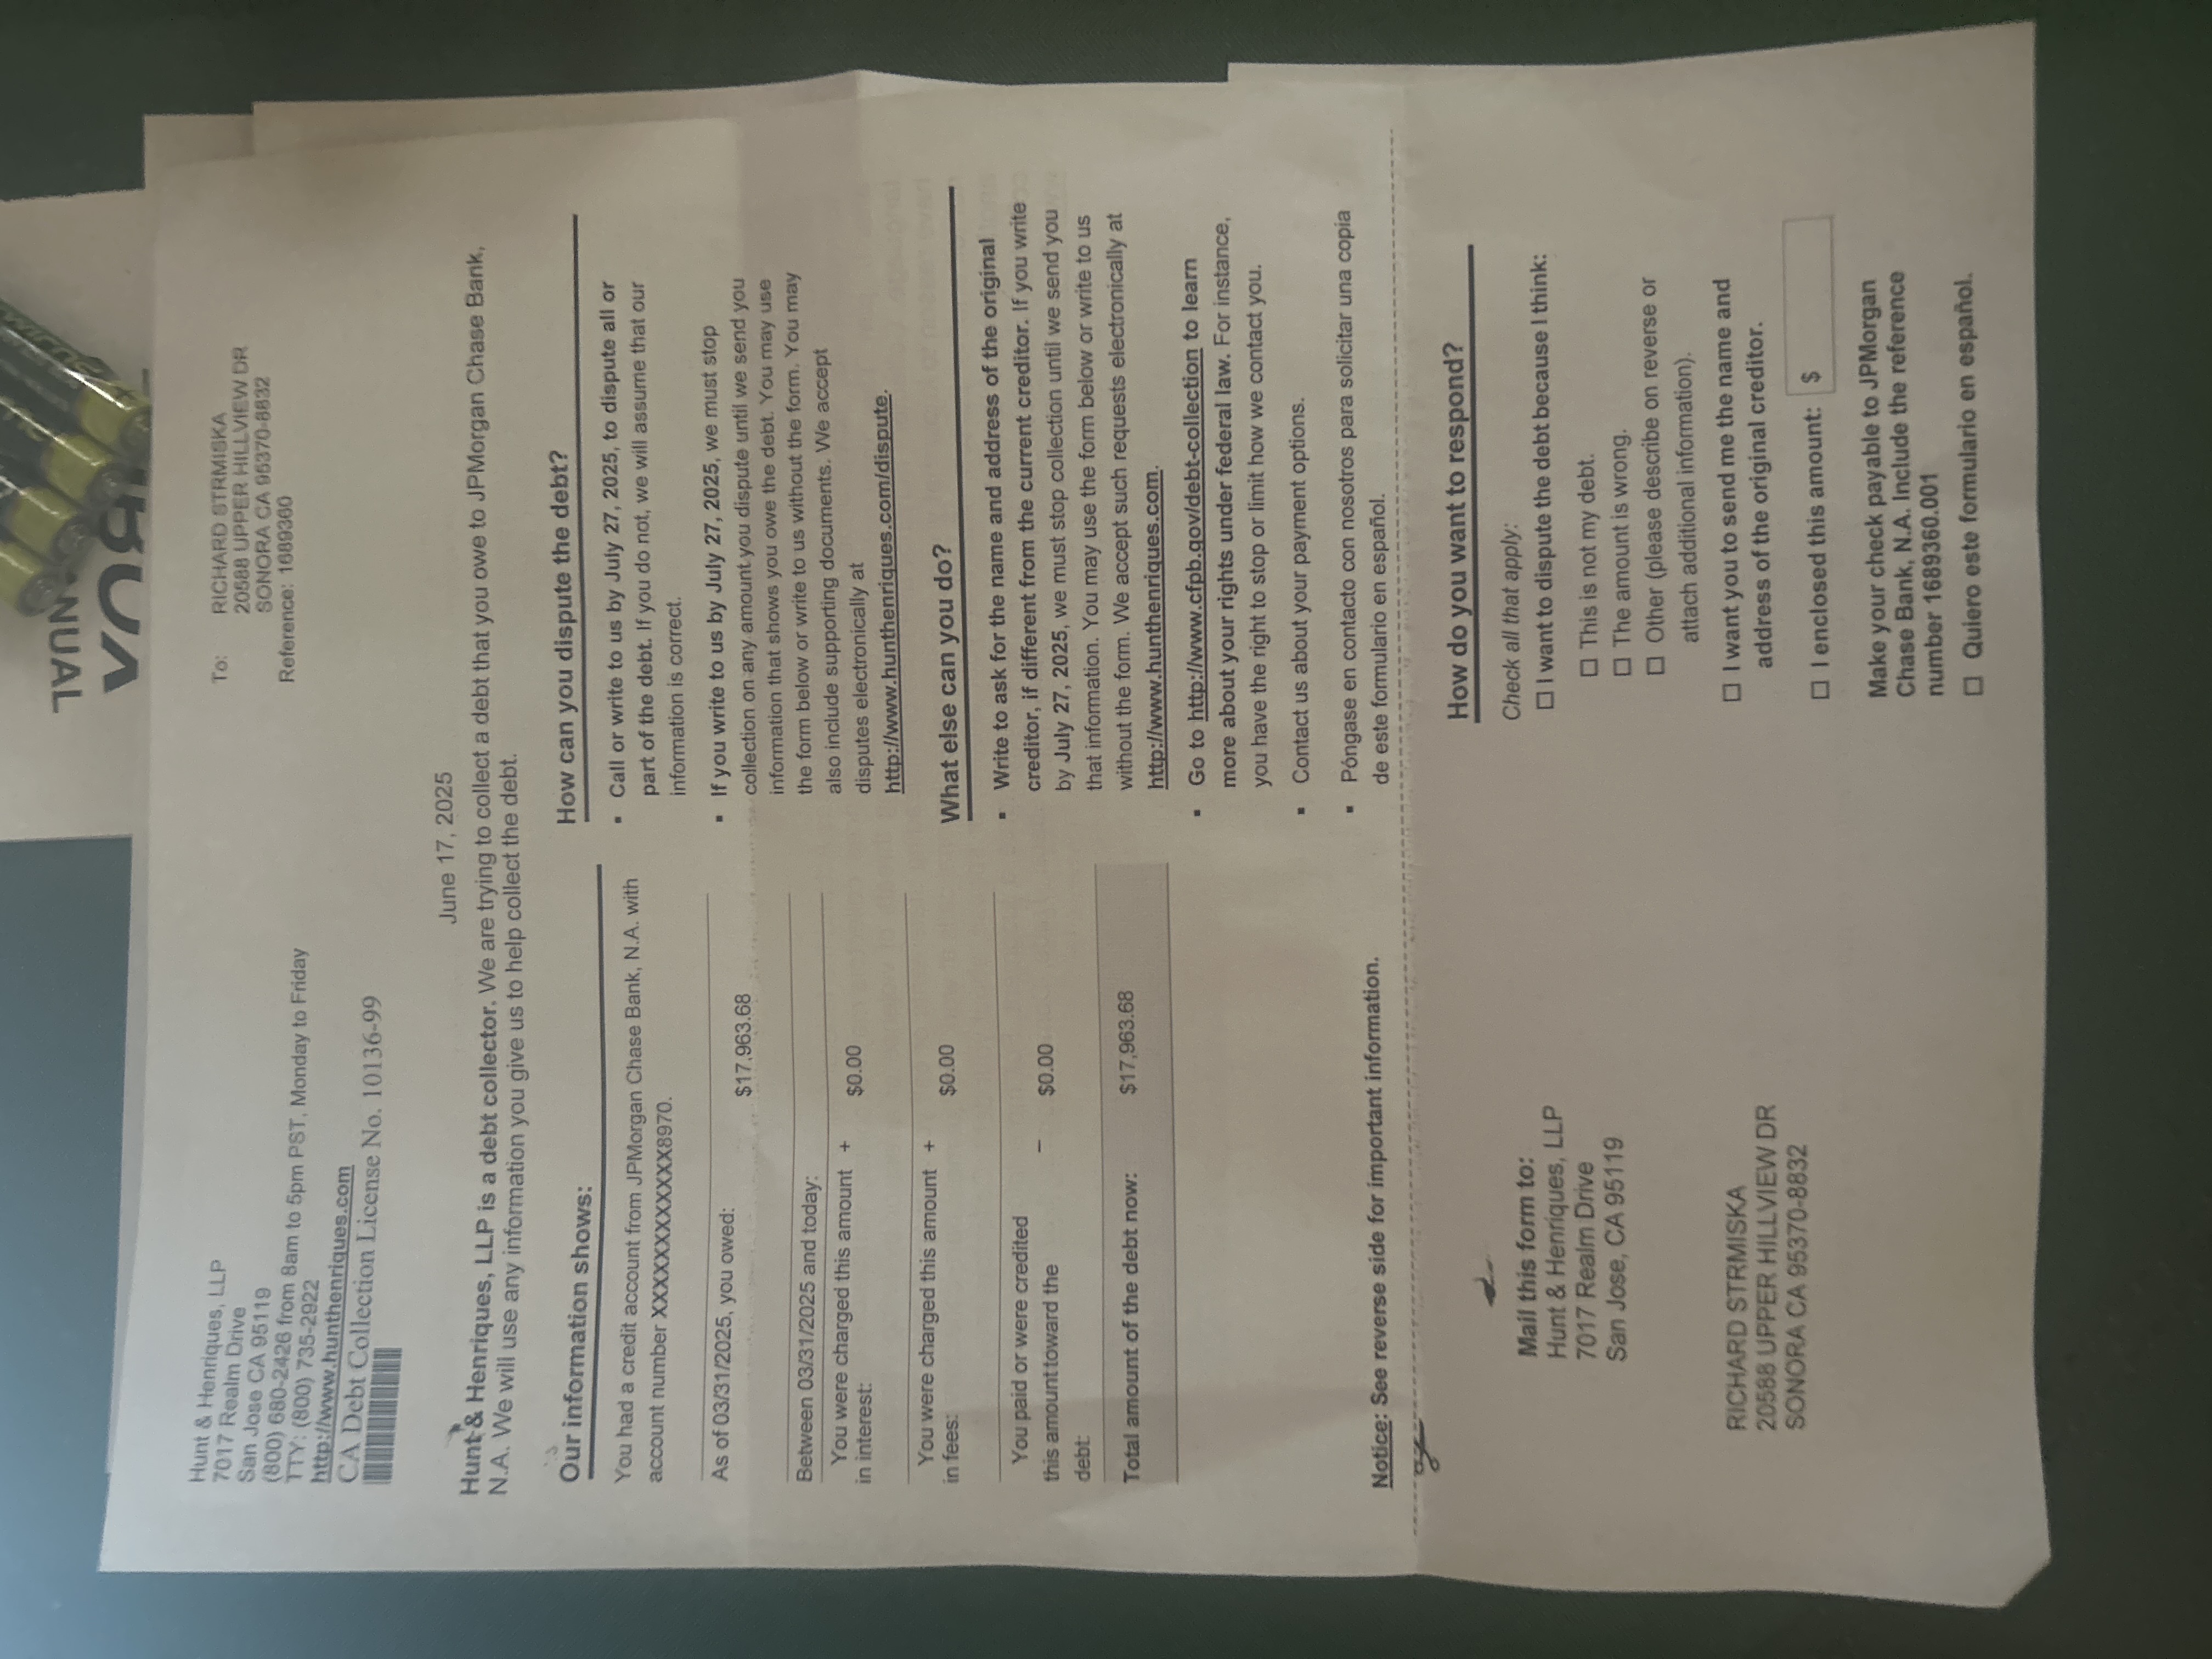 NUAL
Hunt & Henriques, LLP
7017 Realm Drive
San Jose CA 95119
(800) 680-2426 from 8am to 5pm PST, Monday to Friday
TTY: (800) 735-2922
http://www.hunthenriques.com
CA Debt Collection License No. 10136-99
To: RICHARD STRMISKA
20588 UPPER HILLVIEW DR
SONORA CA 95370-8832
Reference: 1689360
June 17, 2025
Hunt & Henriques, LLP is a debt collector. We are trying to collect a debt that you owe to JPMorgan Chase Bank,
N.A. We will use any information you give us to help collect the debt.
Our information shows:
You had a credit account from JPMorgan Chase Bank, N.A. with
account number XXXXXXXXXXXX8970.
As of 03/31/2025, you owed:
$17,963.68
Between 03/31/2025 and today:
You were charged this amount +
in interest:
$0.00
You were charged this amount +
in fees:
$0.00
You paid or were credited
this amount toward the
debt:
− $0.00
Total amount of the debt now: $17,963.68
Notice: See reverse side for important information.
How can you dispute the debt?
▪ Call or write to us by July 27, 2025, to dispute all or
part of the debt. If you do not, we will assume that our
information is correct.
▪ If you write to us by July 27, 2025, we must stop
collection on any amount you dispute until we send you
information that shows you owe the debt. You may use
the form below or write to us without the form. You may
also include supporting documents. We accept
disputes electronically at
http://www.hunthenriques.com/dispute.
What else can you do?
▪ Write to ask for the name and address of the original
creditor, if different from the current creditor. If you write
by July 27, 2025, we must stop collection until we send you
that information. You may use the form below or write to us
without the form. We accept such requests electronically at
http://www.hunthenriques.com.
▪ Go to http://www.cfpb.gov/debt-collection to learn
more about your rights under federal law. For instance,
you have the right to stop or limit how we contact you.
▪ Contact us about your payment options.
▪ Póngase en contacto con nosotros para solicitar una copia
de este formulario en español.
Mail this form to:
Hunt & Henriques, LLP
7017 Realm Drive
San Jose, CA 95119
RICHARD STRMISKA
20588 UPPER HILLVIEW DR
SONORA CA 95370-8832
How do you want to respond?
Check all that apply:
☐ I want to dispute the debt because I think:
☐ This is not my debt.
☐ The amount is wrong.
☐ Other (please describe on reverse or
attach additional information).
☐ I want you to send me the name and
address of the original creditor.
☐ I enclosed this amount: $
Make your check payable to JPMorgan
Chase Bank, N.A. Include the reference
number 1689360.001
☐ Quiero este formulario en español.